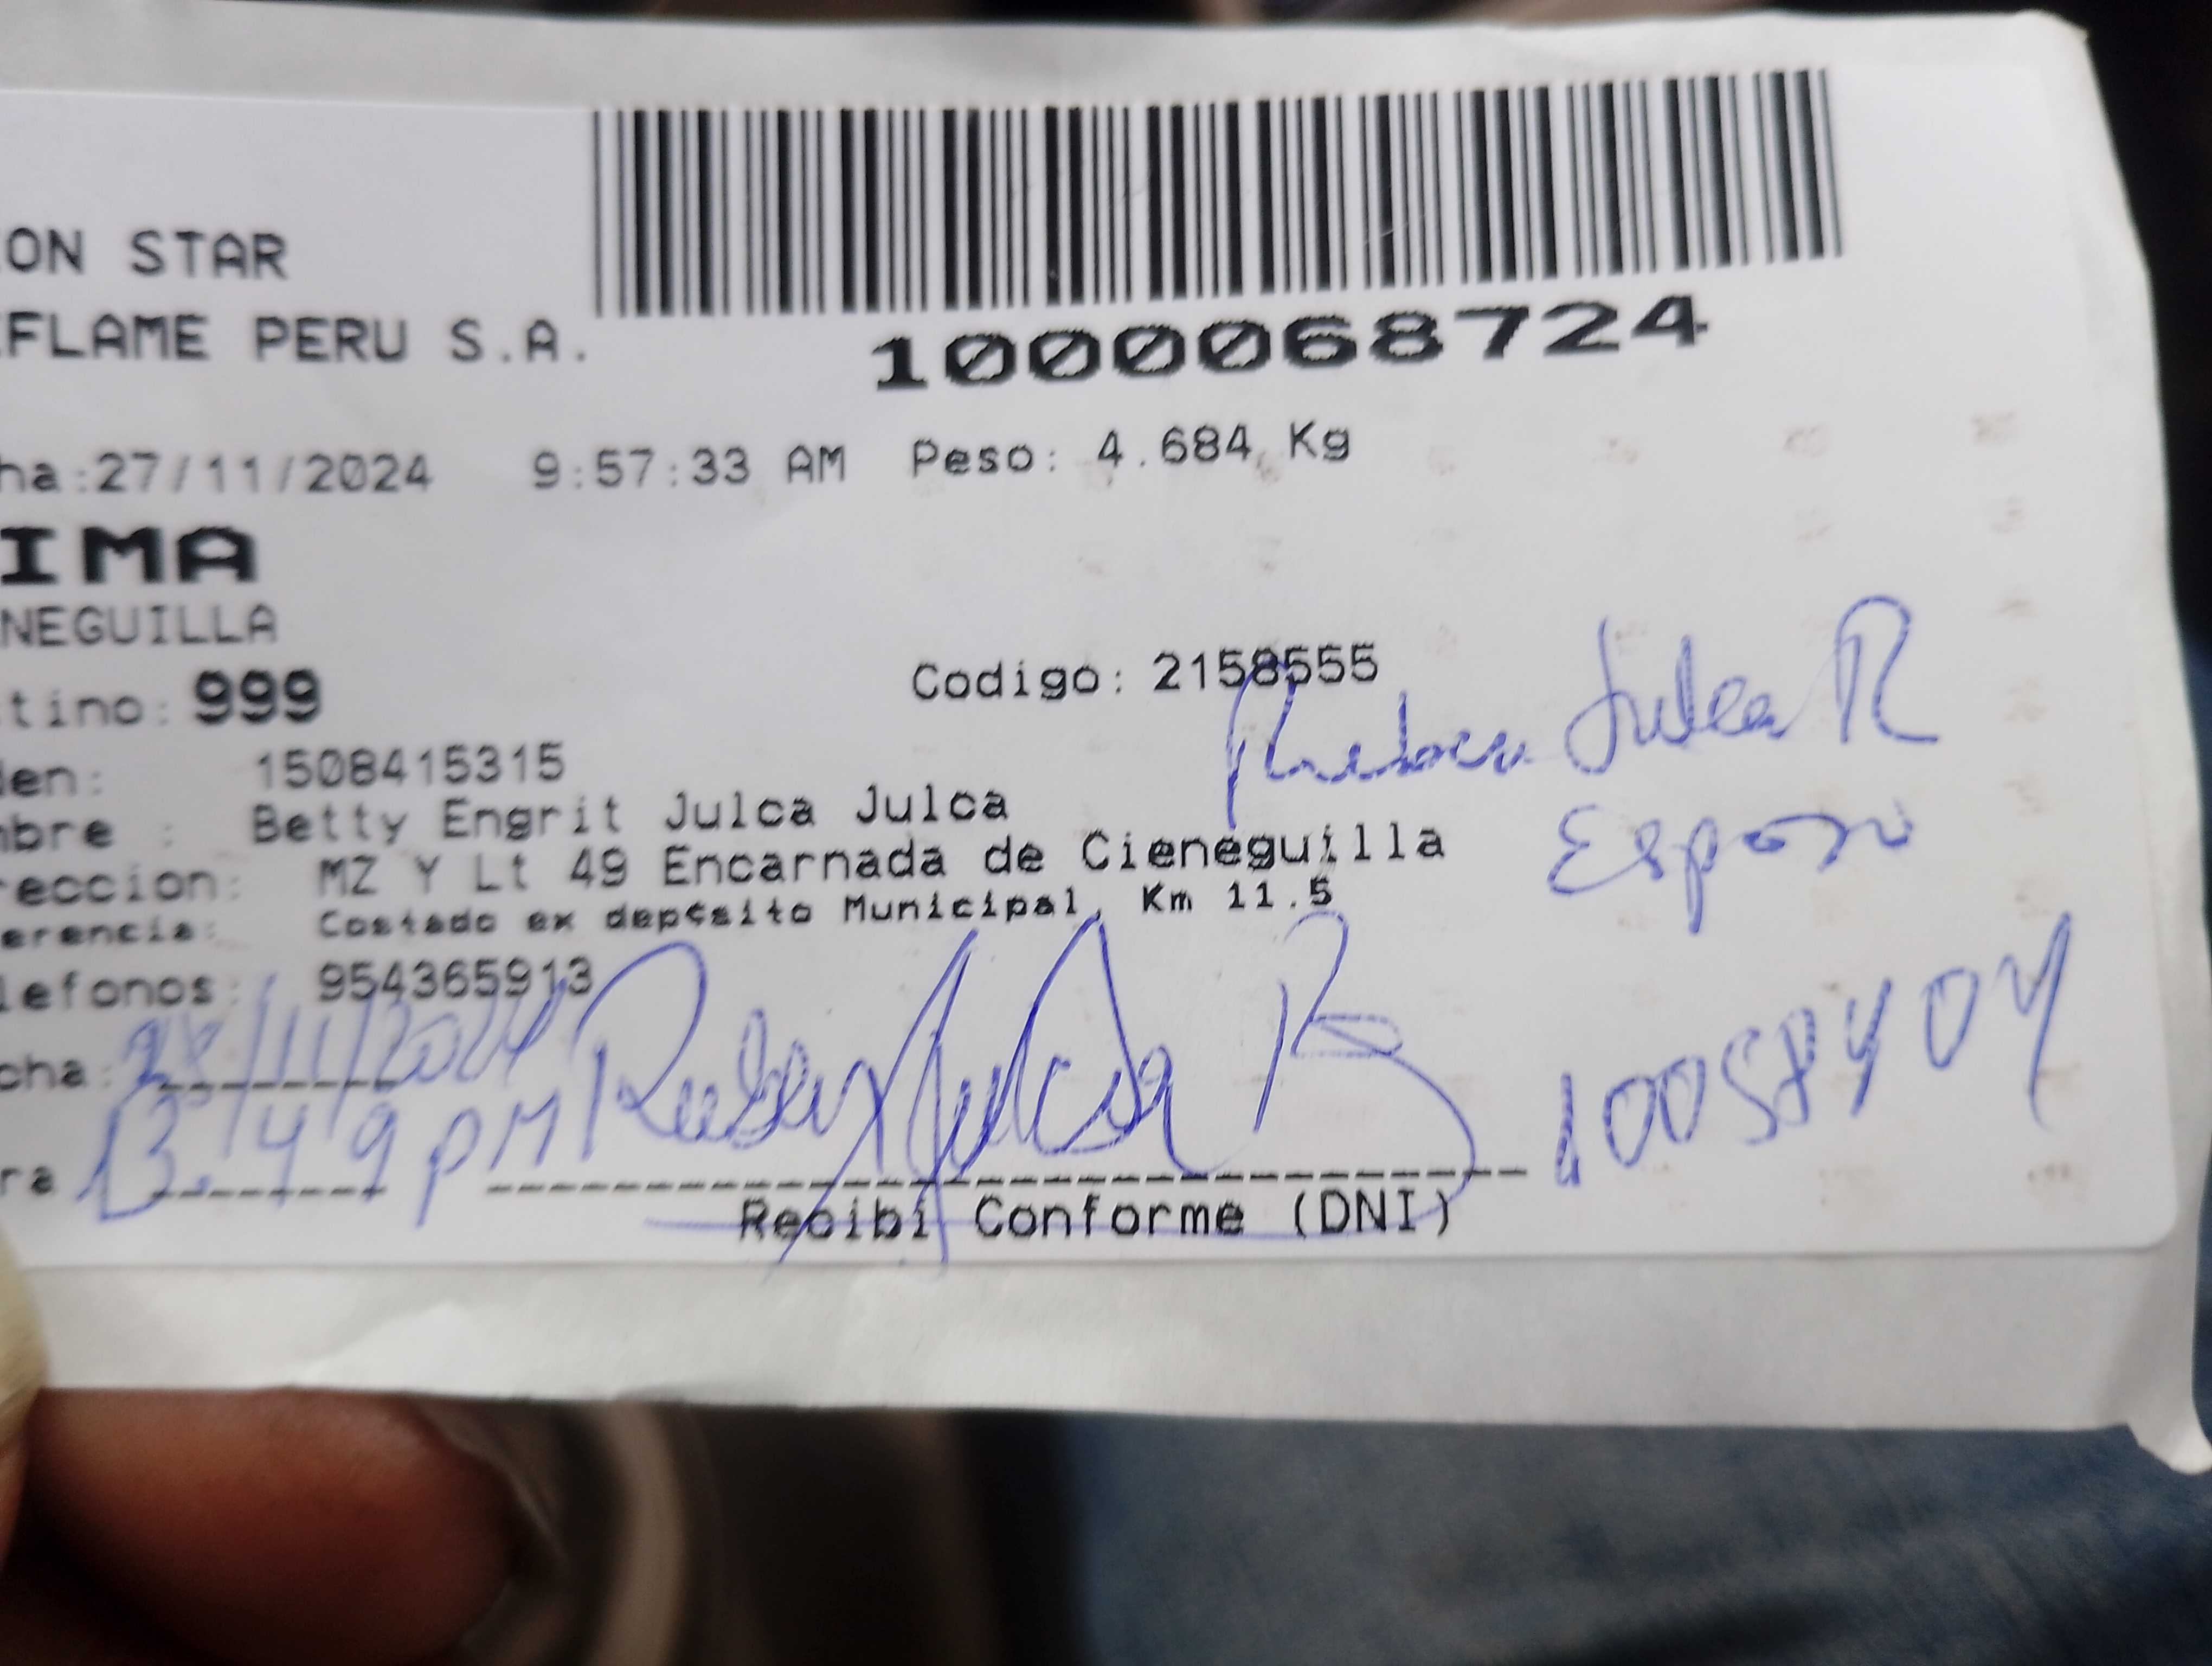 ON STAR
FLAME PERU S.A.
1000068724
ha:27/11/2024 9:57:33 AM Peso: 4.684 Kg
IMA
NEGUILLA
tino: 999 Codigo: 2158555
den: 1508415315
Ruben Julca R
mbre : Betty Engrit Julca Julca
Esposo
reccion: MZ Y Lt 49 Encarnada de Cieneguilla
erencia: Costado ex depósito Municipal, Km 11.5
lefonos: 954365913
cha: 28/11/2024 Ruben Julca R
ra 13:49 PM
Recibi Conforme (DNI)